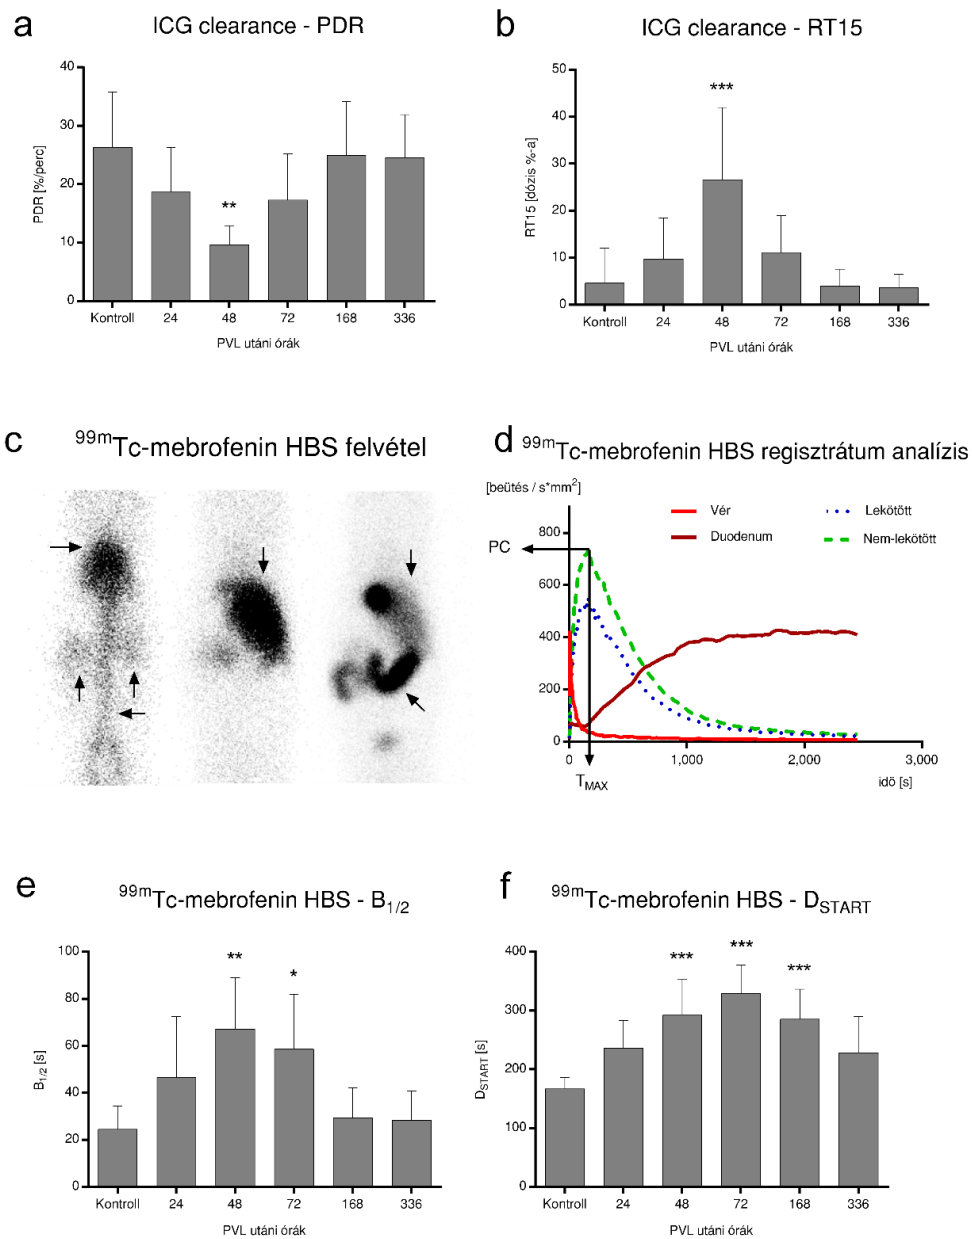 a
ICG clearance - PDR
PDR [%/perc]
40
30
20
10
0
**
Kontroll 24 48 72 168 336
PVL utáni órák
b
ICG clearance - RT15
RT15 [dózis %-a]
50
40
30
20
10
0
***
Kontroll 24 48 72 168 336
PVL utáni órák
c
99mTc-mebrofenin HBS felvétel
d
99mTc-mebrofenin HBS regisztrátum analízis
[beütés / s*mm2]
Vér
Duodenum
Lekötött
Nem-lekötött
PC
800
600
400
200
0
0 1,000 2,000 3,000
TMAX
idö [s]
e
99mTc-mebrofenin HBS - B1/2
B1/2 [s]
100
80
60
40
20
0
** *
Kontroll 24 48 72 168 336
PVL utáni órák
f
99mTc-mebrofenin HBS - DSTART
DSTART [s]
400
300
200
100
0
*** *** ***
Kontroll 24 48 72 168 336
PVL utáni órák